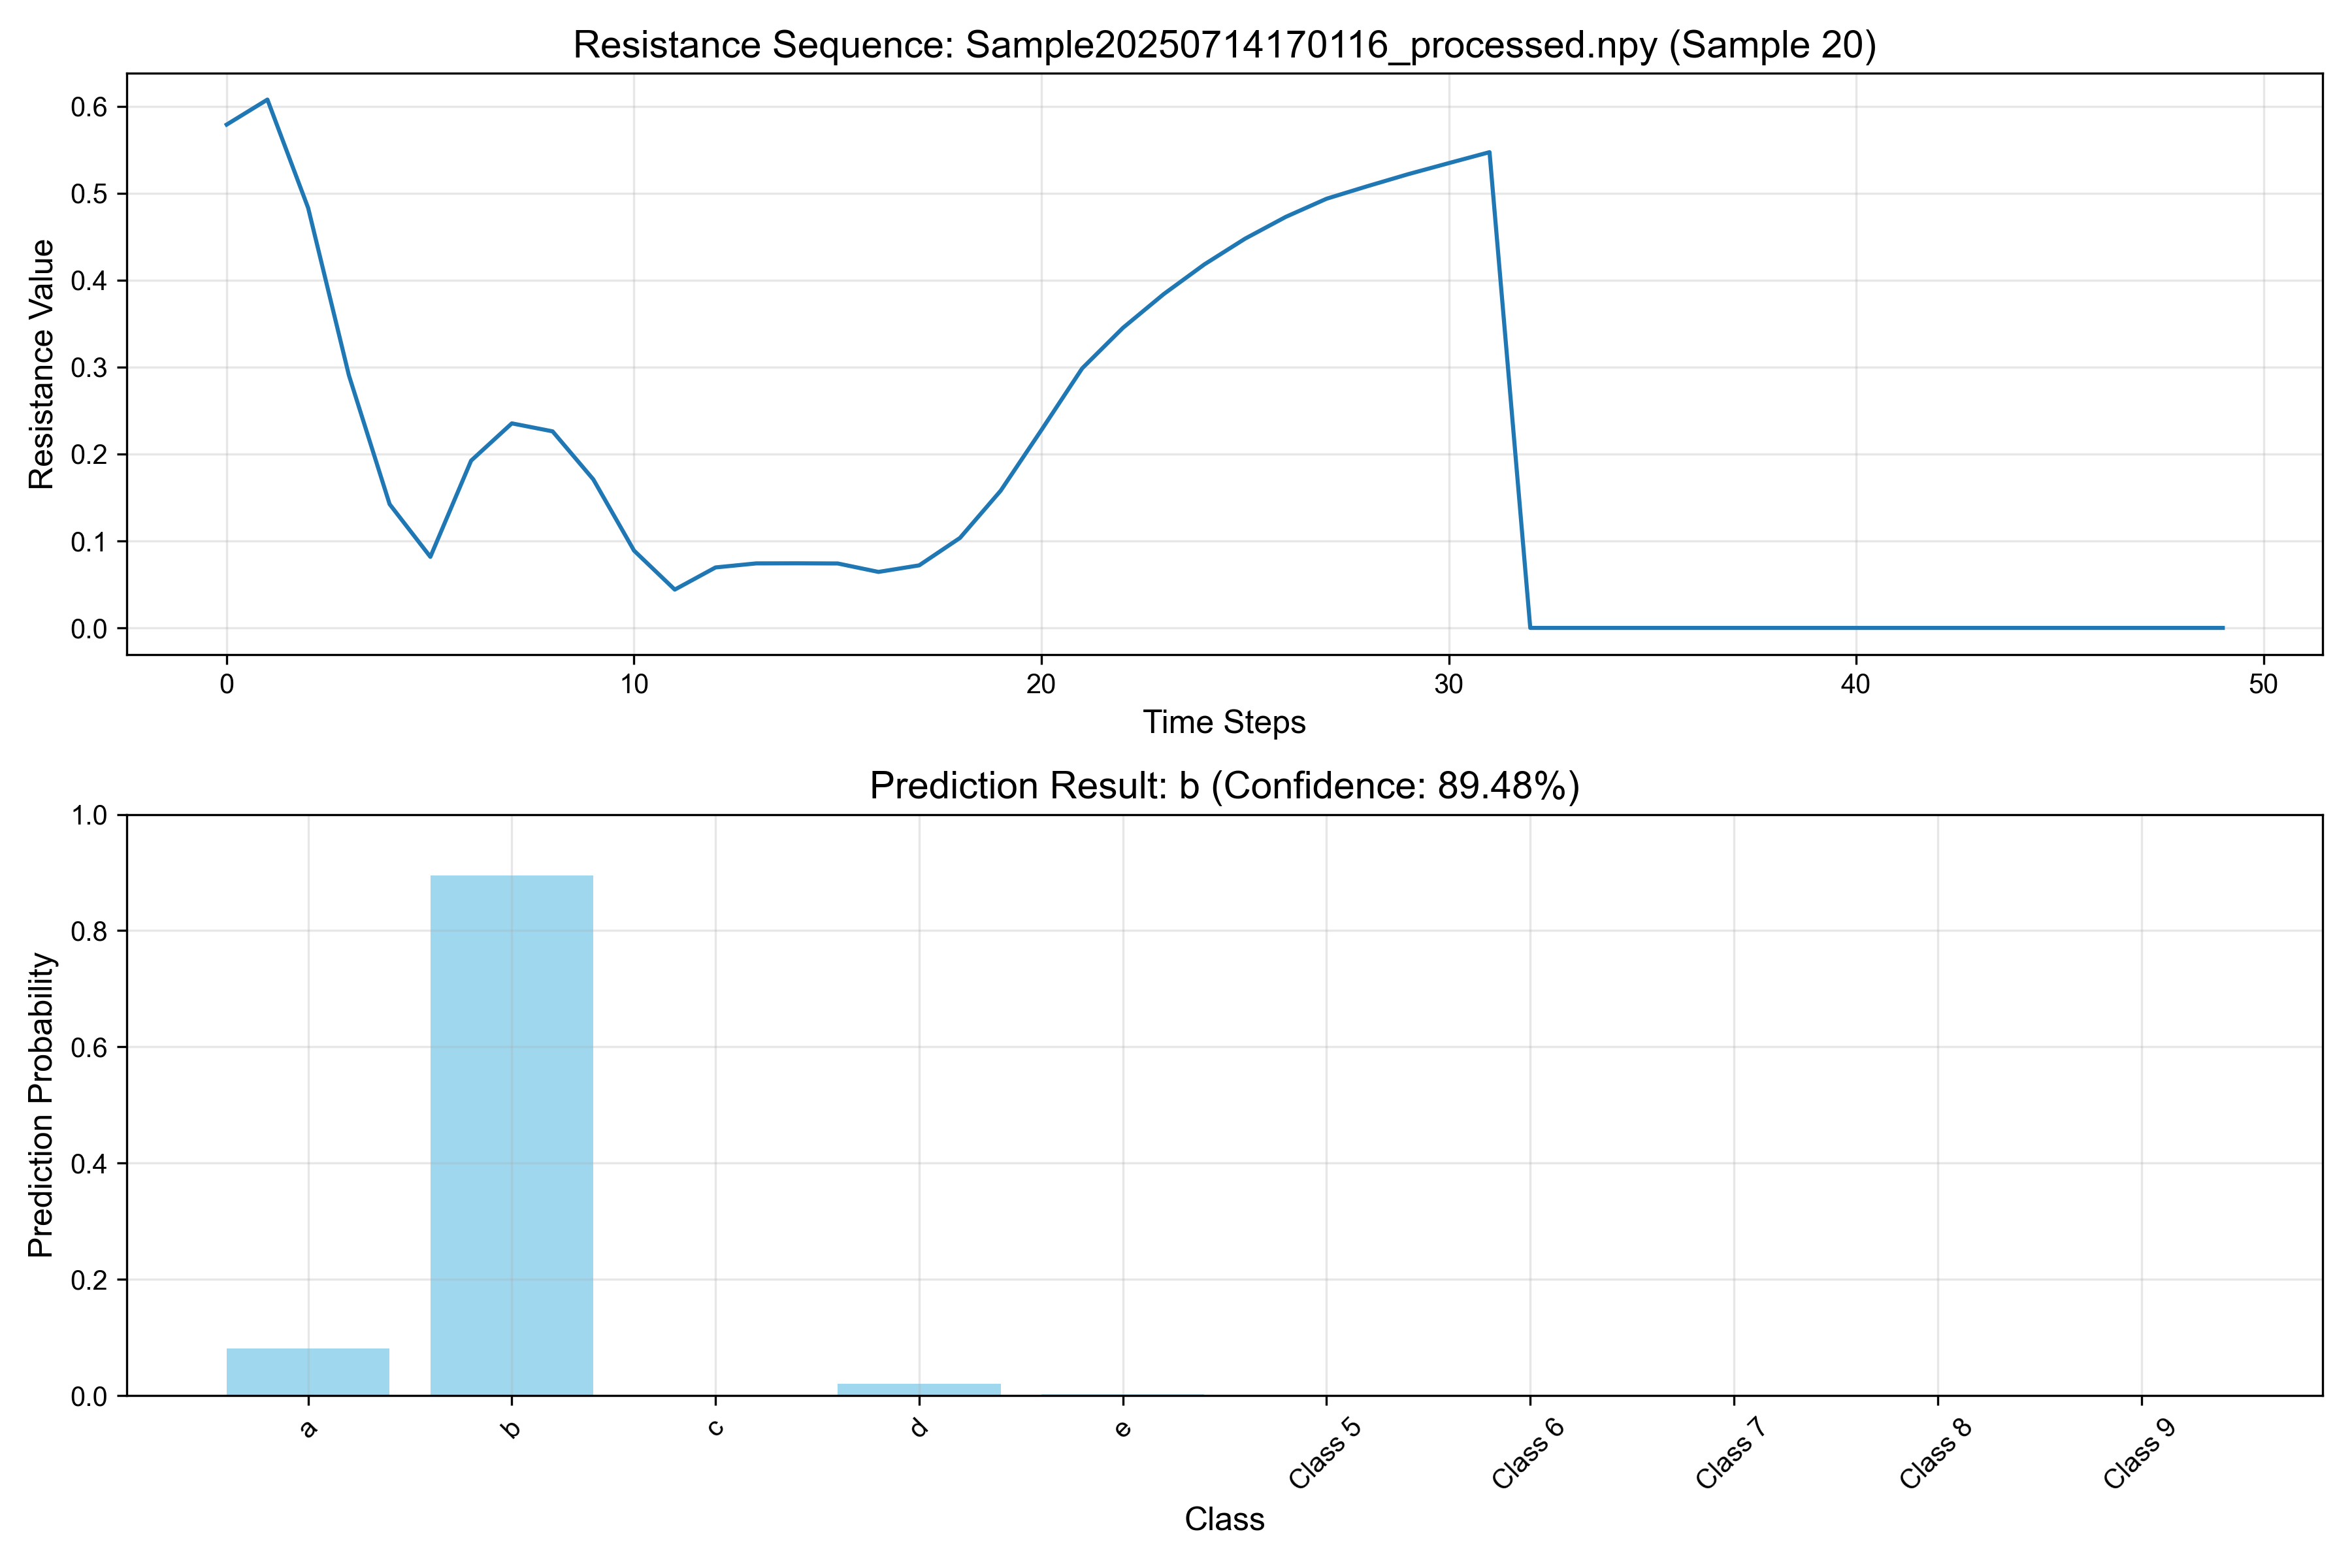 Resistance Sequence: Sample20250714170116_processed.npy (Sample 20)
Resistance Value
0.6
0.5
0.4
0.3
0.2
0.1
0.0
0 10 20 30 40 50
Time Steps
Prediction Result: b (Confidence: 89.48%)
Prediction Probability
1.0
0.8
0.6
0.4
0.2
0.0
a b c d e Class 5 Class 6 Class 7 Class 8 Class 9
Class